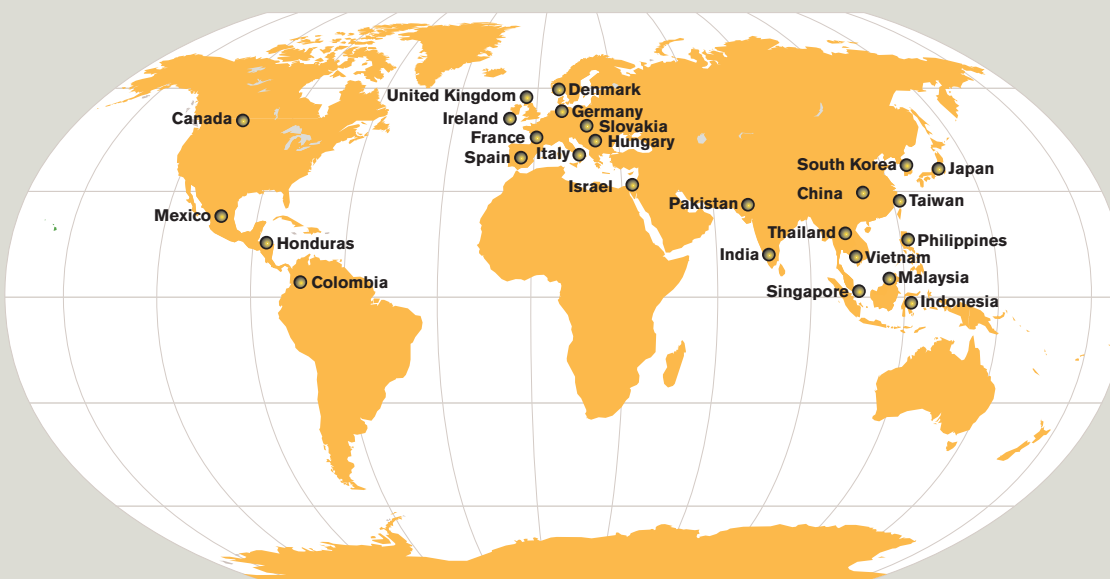 Denmark
United Kingdom
Germany
Canada
Ireland
Slovakia
France
Hungary
Spain
Italy
South Korea
Japan
Israel
China
Pakistan
Taiwan
Mexico
Thailand
Philippines
Honduras
India
Vietnam
Malaysia
Colombia
Singapore
Indonesia